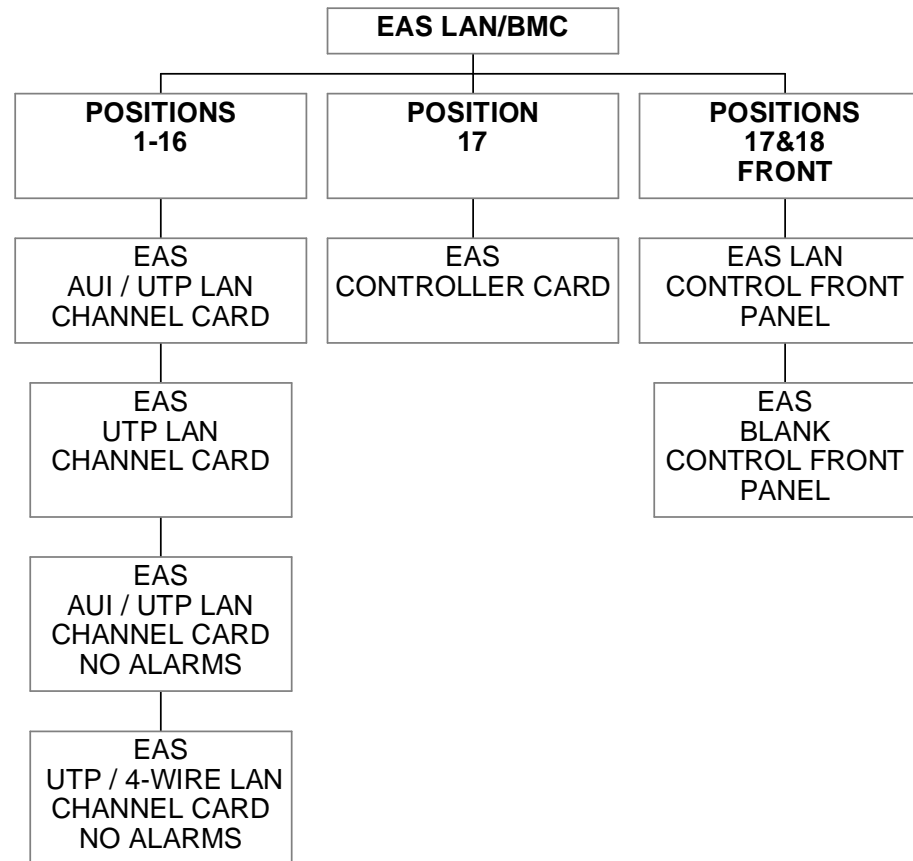 EAS LAN/BMC
POSITIONS
1-16
POSITION
17
POSITIONS
17&18
FRONT
EAS
AUI / UTP LAN
CHANNEL CARD
EAS
CONTROLLER CARD
EAS LAN
CONTROL FRONT
PANEL
EAS
UTP LAN
CHANNEL CARD
EAS
BLANK
CONTROL FRONT
PANEL
EAS
AUI / UTP LAN
CHANNEL CARD
NO ALARMS
EAS
UTP / 4-WIRE LAN
CHANNEL CARD
NO ALARMS